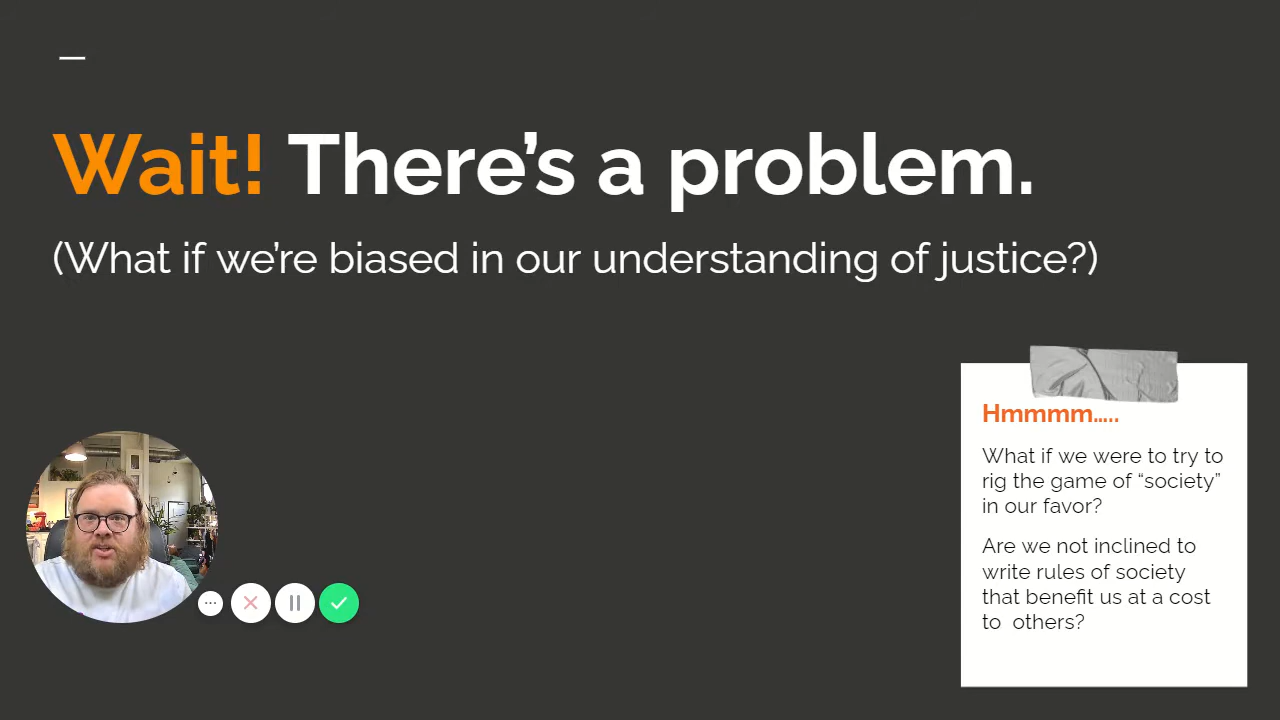 Wait! There’s a problem.
(What if we’re biased in our understanding of justice?)
Hmmmm.....
What if we were to try to
rig the game of “society”
in our favor?
Are we not inclined to
write rules of society
that benefit us at a cost
to  others?